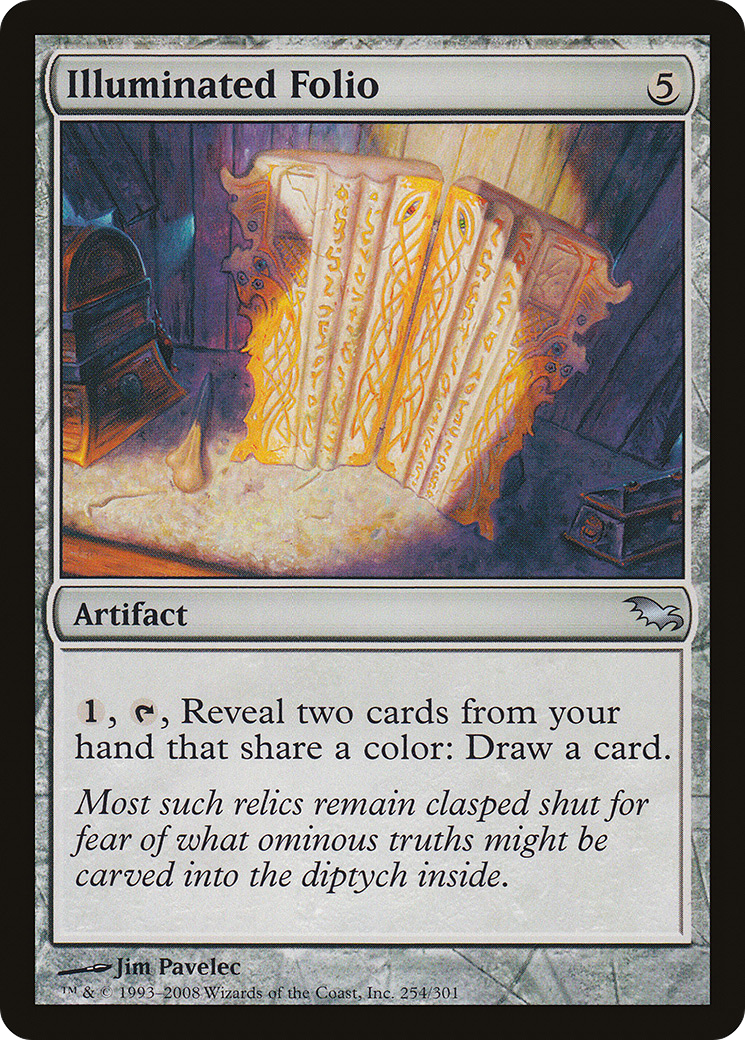 Illuminated Folio 5
Artifact
1, , Reveal two cards from your
hand that share a color: Draw a card.
Most such relics remain clasped shut for
fear of what ominous truths might be
carved into the diptych inside.
Jim Pavelec
™ & © 1993–2008 Wizards of the Coast, Inc. 254/301